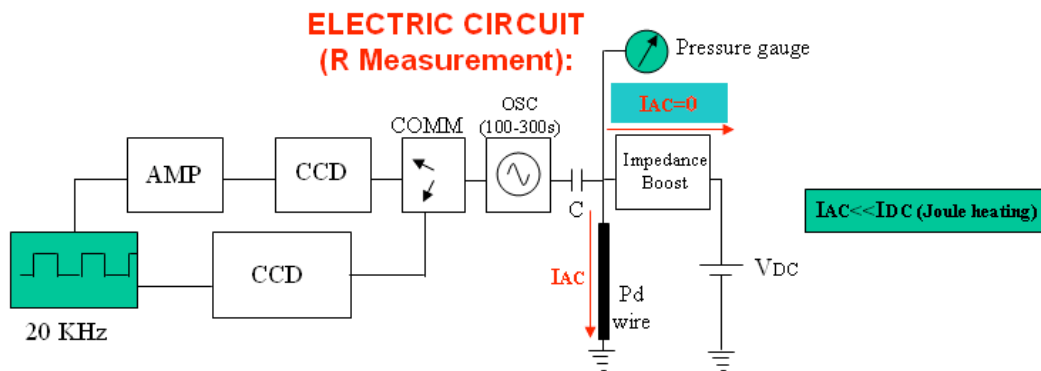 ELECTRIC CIRCUIT
(R Measurement):
Pressure gauge
IAC=0
OSC
(100-300s)
COMM
AMP
CCD
Impedance
Boost
C
IAC<<IDC (Joule heating)
CCD
IAC
VDC
Pd
wire
20 KHz